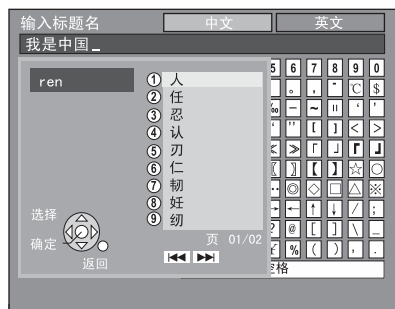 输入标题名 中文 英文
我是中国_
ren
① 人
② 任
③ 忍
④ 认
⑤ 刃
⑥ 仁
⑦ 韧
⑧ 妊
⑨ 纫
选择
确定
返回
页 01/02
5 6 7 8 9 0
。 , ℃ $
‰ — ~ ‖ ‘ ’
‘ ” [ ] < >
≪ ≫ 「 」 『 』
〖 〗 【 】 ☆ ○
◎ ◇ □ △ ※
→ ← ↑ ↓ / ;
? @ [ ] \ _
¥ % ( ) , .
格